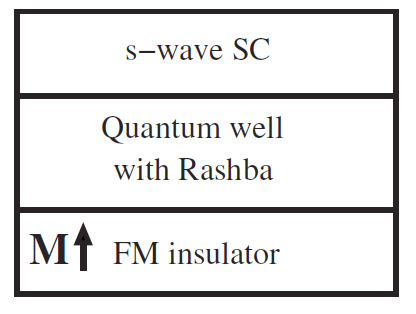 s−wave SC
Quantum well
with Rashba
M FM insulator